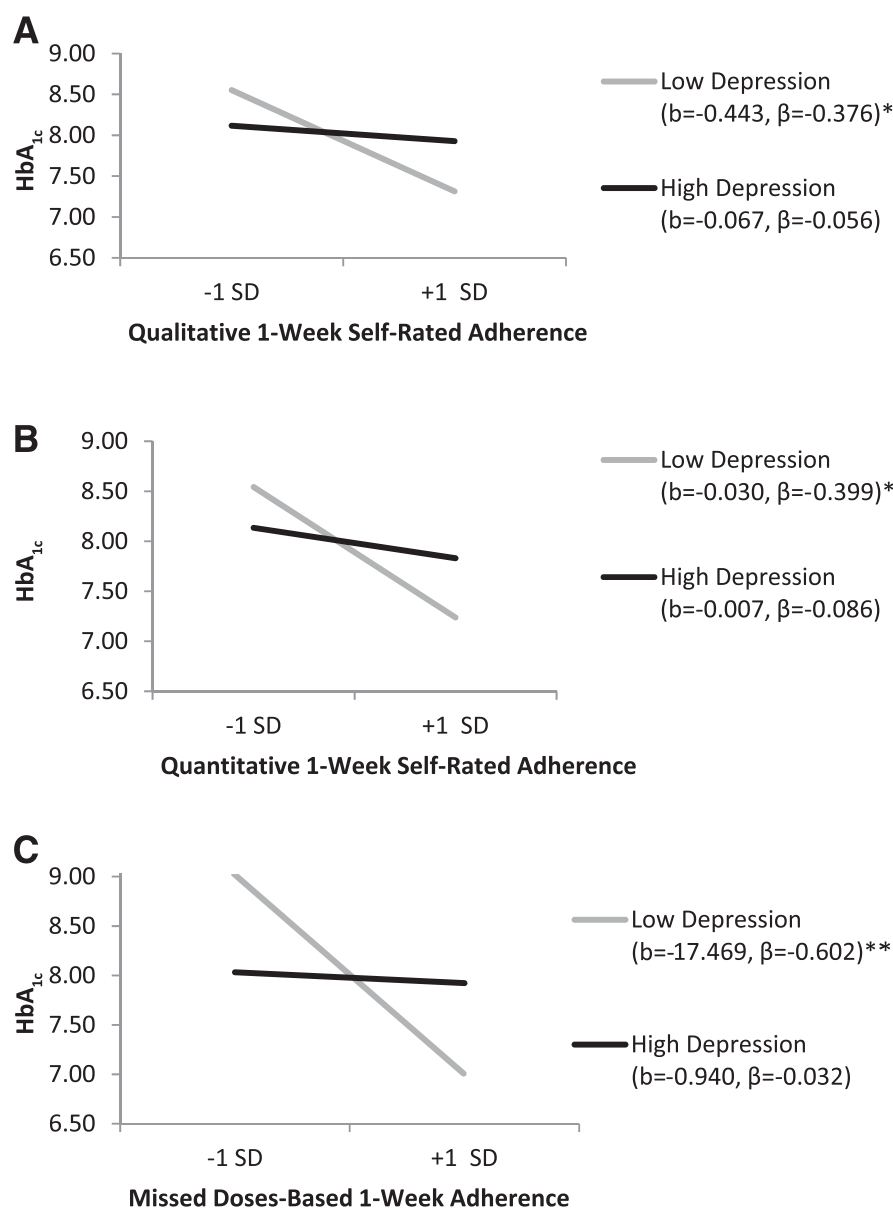 A
9.00
8.50
8.00
7.50
7.00
6.50
HbA1c
-1 SD
+1 SD
Qualitative 1-Week Self-Rated Adherence
Low Depression
(b=-0.443, β=-0.376)*
High Depression
(b=-0.067, β=-0.056)
B
9.00
8.50
8.00
7.50
7.00
6.50
HbA1c
-1 SD
+1 SD
Quantitative 1-Week Self-Rated Adherence
Low Depression
(b=-0.030, β=-0.399)*
High Depression
(b=-0.007, β=-0.086)
C
9.00
8.50
8.00
7.50
7.00
6.50
HbA1c
-1 SD
+1 SD
Missed Doses-Based 1-Week Adherence
Low Depression
(b=-17.469, β=-0.602)**
High Depression
(b=-0.940, β=-0.032)